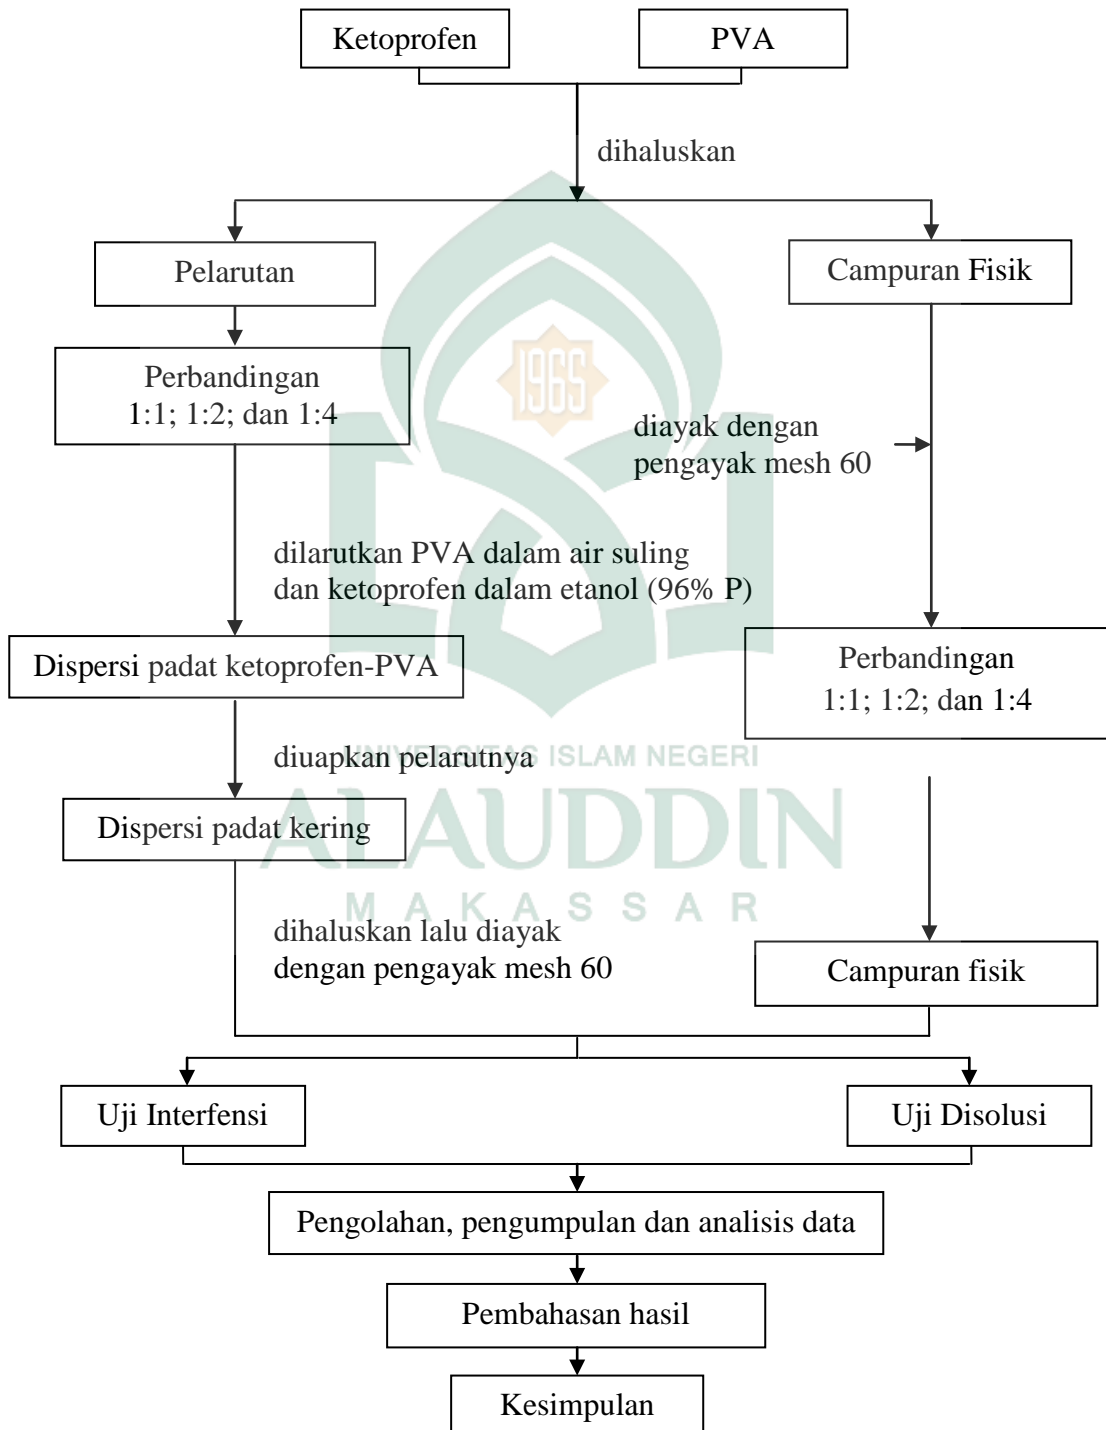 Ketoprofen
PVA
dihaluskan
Pelarutan
Campuran Fisik
Perbandingan
1:1; 1:2; dan 1:4
1965
diayak dengan
pengayak mesh 60
dilarutkan PVA dalam air suling
dan ketoprofen dalam etanol (96% P)
Dispersi padat ketoprofen-PVA
Perbandingan
1:1; 1:2; dan 1:4
diuapkan pelarutnya
UNIVERSITAS ISLAM NEGERI
Dispersi padat kering
ALAUDDIN
MAKASSAR
dihaluskan lalu diayak
dengan pengayak mesh 60
Campuran fisik
Uji Interfensi
Uji Disolusi
Pengolahan, pengumpulan dan analisis data
Pembahasan hasil
Kesimpulan